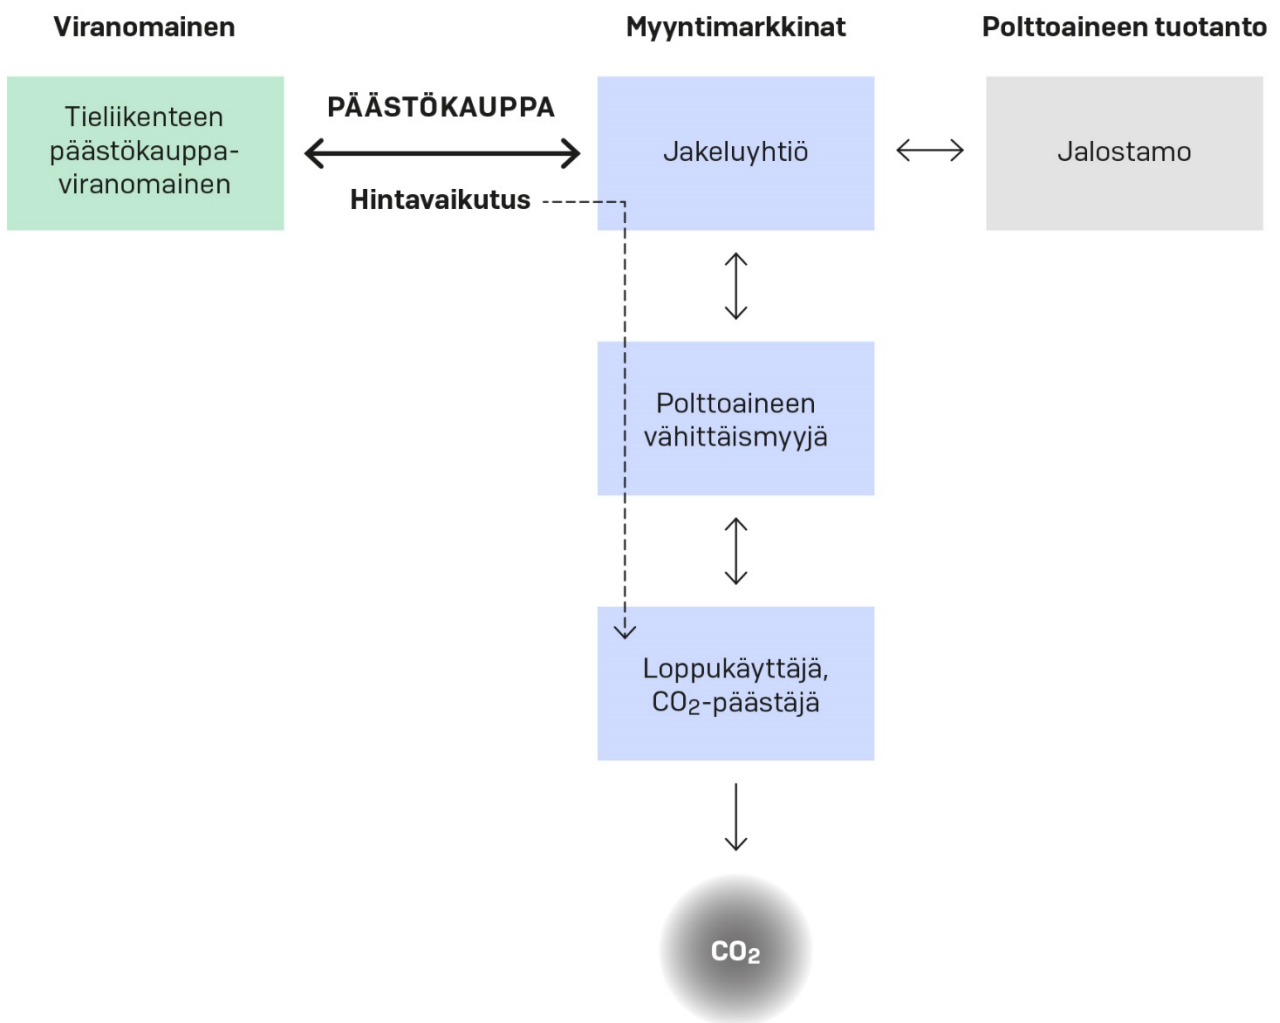 Viranomainen
Myyntimarkkinat
Polttoaineen tuotanto
Tieliikenteen
päästökauppa-
viranomainen
PÄÄSTÖKAUPPA
Hintavaikutus
Jakeluyhtiö
Jalostamo
Polttoaineen
vähittäismyyjä
Loppukäyttäjä,
CO₂-päästäjä
CO₂